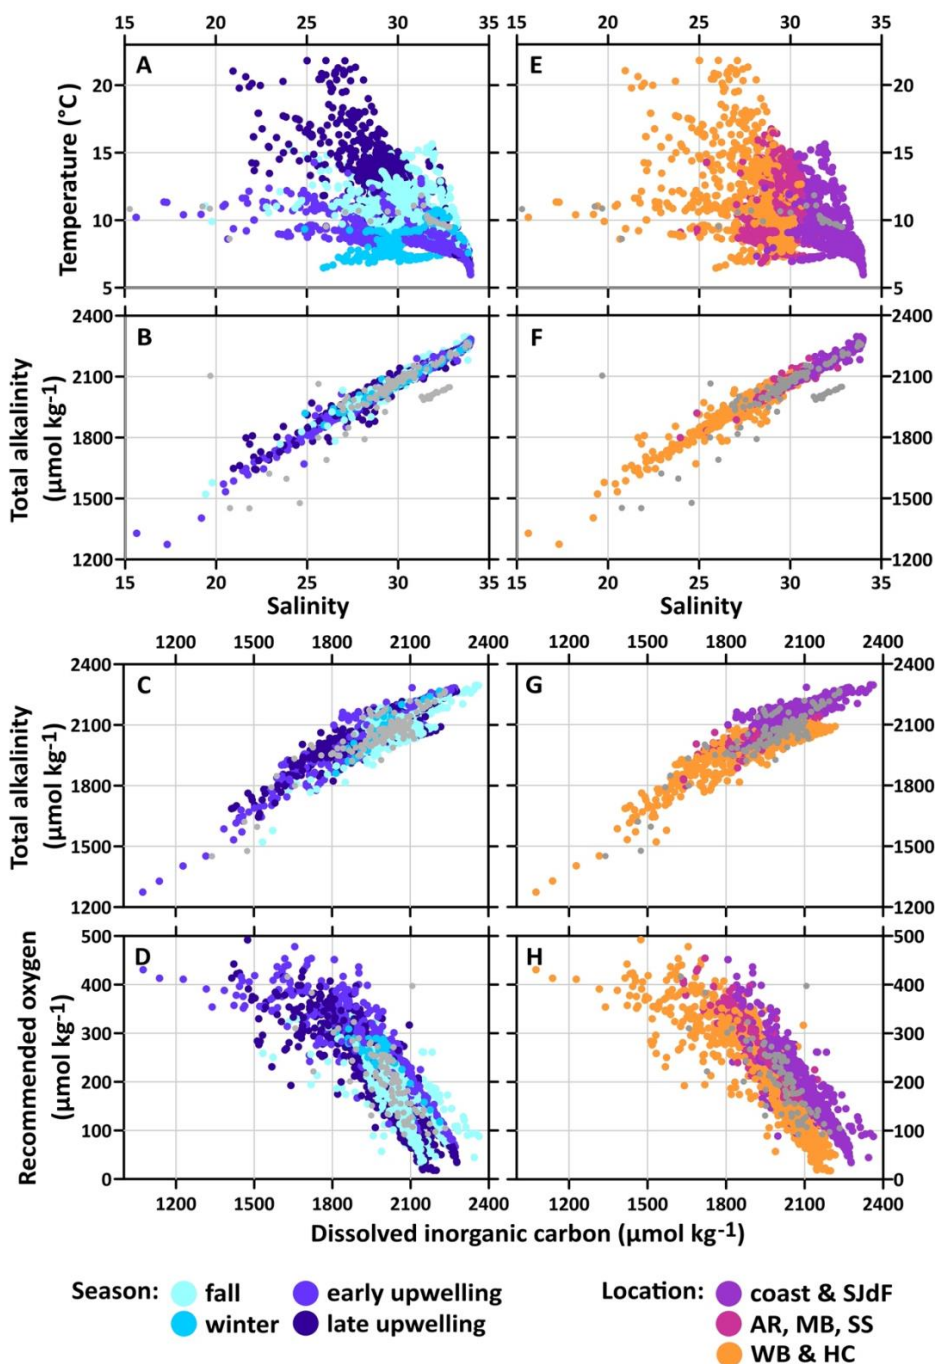 15 20 25 30 35 15 20 25 30 35
A E
Temperature (°C)
20 20
15 15
10 10
5 5
B F
Total alkalinity
(µmol kg-1)
2400 2400
2100 2100
1800 1800
1500 1500
1200 1200
15 20 25 30 35 15 20 25 30 35
Salinity Salinity
1200 1500 1800 2100 2400 1200 1500 1800 2100 2400
C G
Total alkalinity
(µmol kg-1)
2400 2400
2100 2100
1800 1800
1500 1500
1200 1200
D H
Recommended oxygen
(µmol kg-1)
500 500
400 400
300 300
200 200
100 100
0 0
1200 1500 1800 2100 2400 1200 1500 1800 2100 2400
Dissolved inorganic carbon (µmol kg-1)
Season: fall early upwelling Location: coast & SJdF
winter late upwelling AR, MB, SS
WB & HC